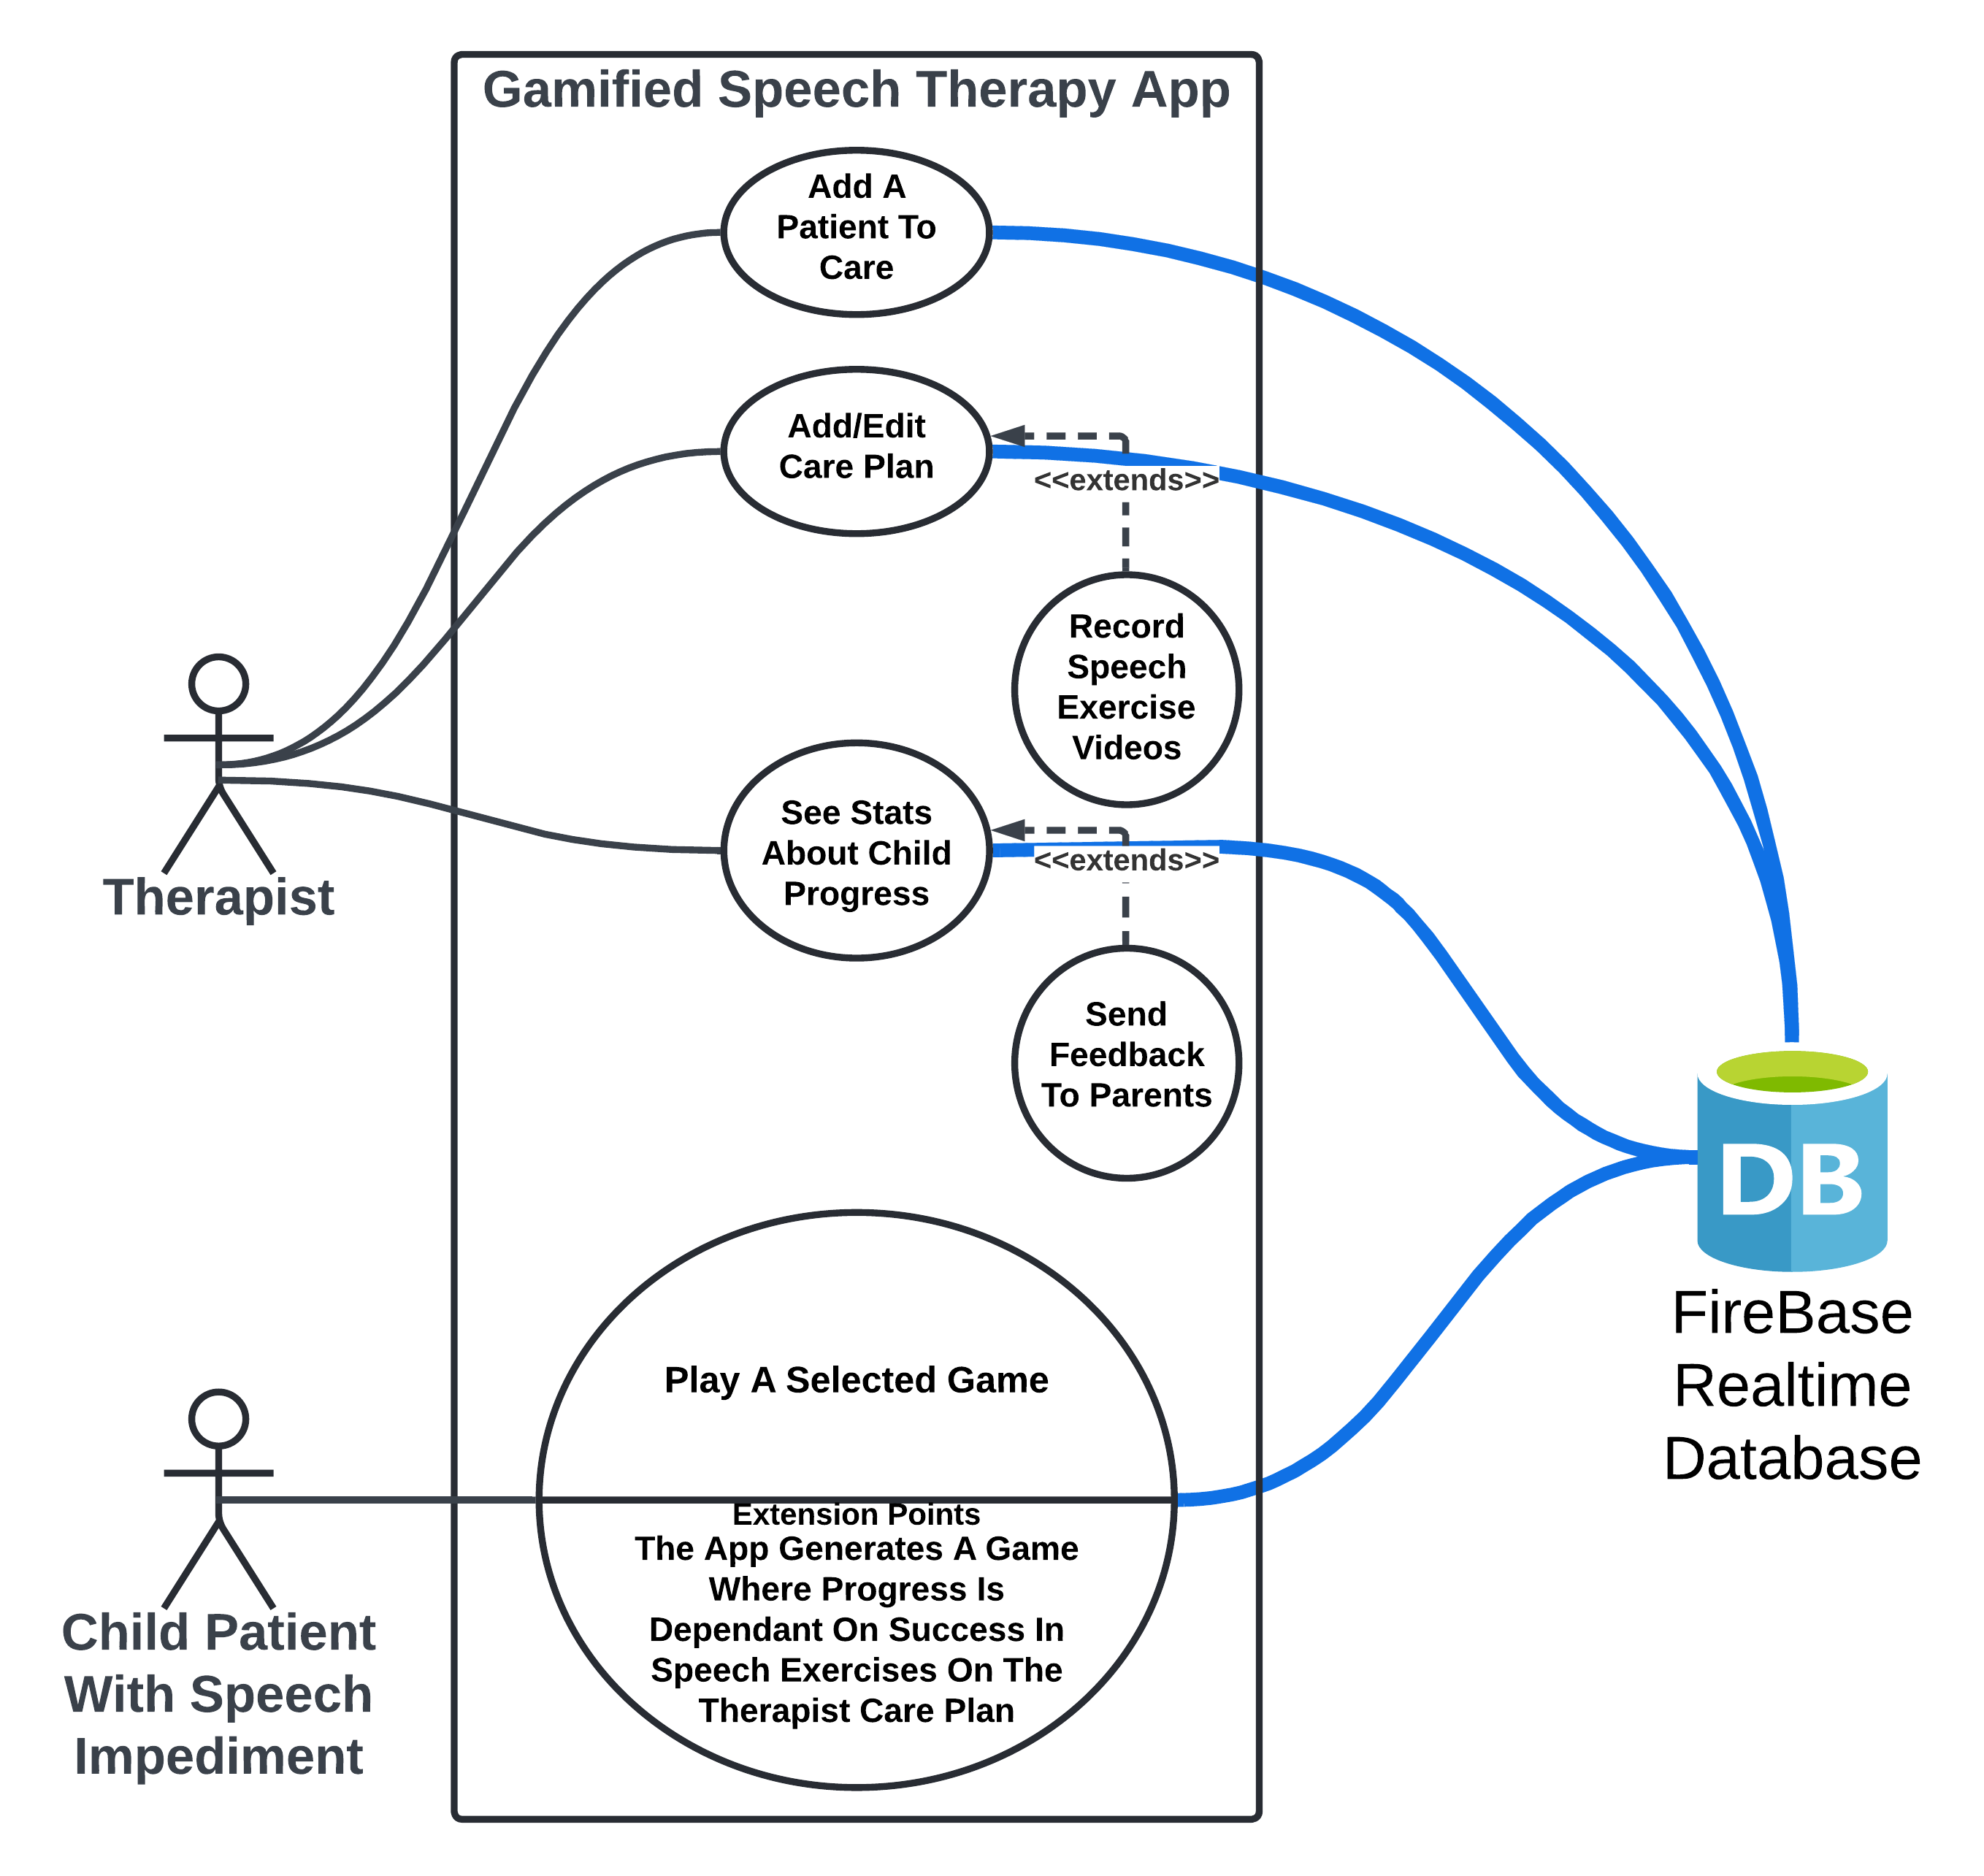 Gamified Speech Therapy App
Add A
Patient To
Care
Add/Edit
Care Plan
<<extends>>
Record
Speech
Exercise
Videos
See Stats
About Child
Progress
<<extends>>
Therapist
Send
Feedback
To Parents
DB
FireBase
Realtime
Database
Play A Selected Game
Extension Points
The App Generates A Game
Where Progress Is
Dependant On Success In
Speech Exercises On The
Therapist Care Plan
Child Patient
With Speech
Impediment